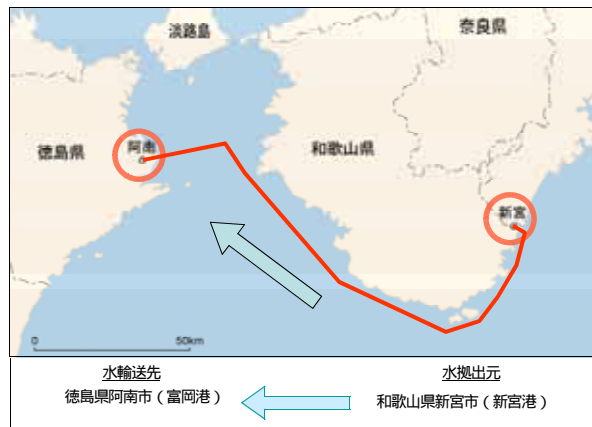 淡路島
奈良県
徳島県
阿南
和歌山県
新宮
0 50km
水輸送先
水拠出元
徳島県阿南市(富岡港)
和歌山県新宮市(新宮港)